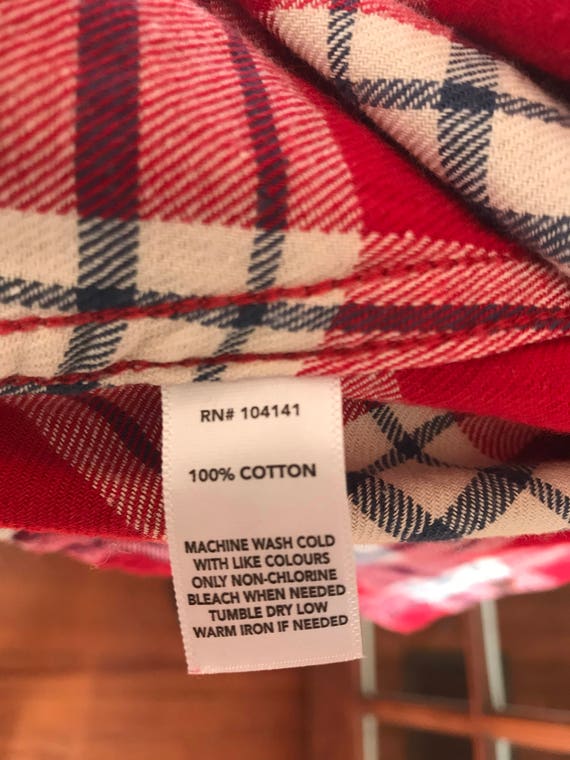 RN# 104141
100% COTTON
MACHINE WASH COLD
WITH LIKE COLOURS
ONLY NON-CHLORINE
BLEACH WHEN NEEDED
TUMBLE DRY LOW
WARM IRON IF NEEDED